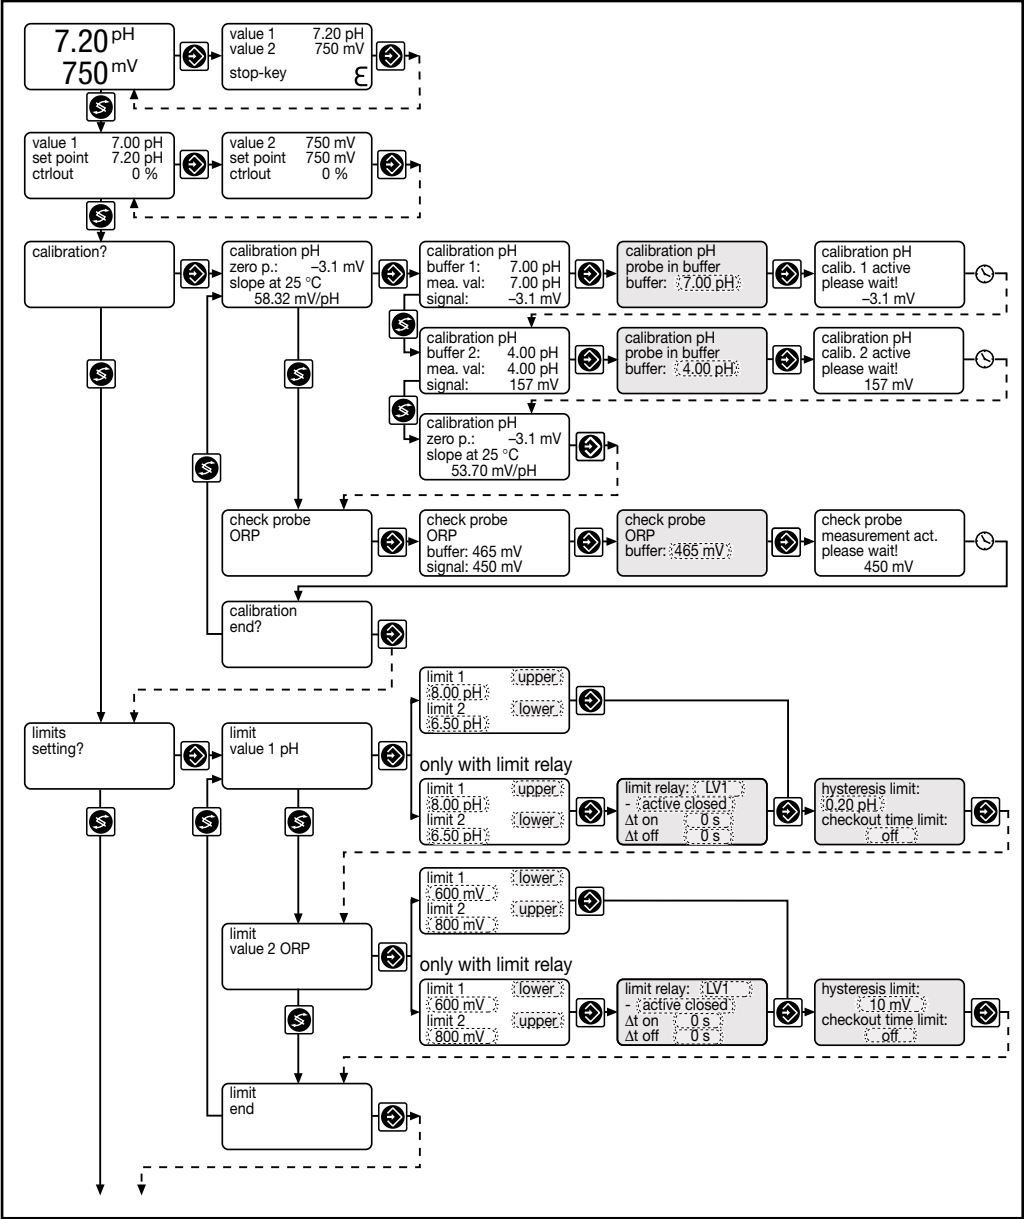 7.20 pH
750 mV
value 1 7.20 pH
value 2 750 mV
stop-key
value 1 7.00 pH
set point 7.20 pH
ctrlout 0 %
value 2 750 mV
set point 750 mV
ctrlout 0 %
calibration?
calibration pH
zero p.: –3.1 mV
slope at 25 °C
58.32 mV/pH
calibration pH
buffer 1: 7.00 pH
mea. val: 7.00 pH
signal: –3.1 mV
calibration pH
probe in buffer
buffer: 7.00 pH
calibration pH
calib. 1 active
please wait!
–3.1 mV
calibration pH
buffer 2: 4.00 pH
mea. val: 4.00 pH
signal: 157 mV
calibration pH
probe in buffer
buffer: 4.00 pH
calibration pH
calib. 2 active
please wait!
157 mV
calibration pH
zero p.: –3.1 mV
slope at 25 °C
53.70 mV/pH
check probe
ORP
check probe
ORP
buffer: 465 mV
signal: 450 mV
check probe
ORP
buffer: 465 mV
check probe
measurement act.
please wait!
450 mV
calibration
end?
limits
setting?
limit
value 1 pH
limit 1 upper
8.00 pH
limit 2 lower
6.50 pH
only with limit relay
limit 1 upper
8.00 pH
limit 2 lower
6.50 pH
limit relay: LV1
- active closed
Δt on 0 s
Δt off 0 s
hysteresis limit:
0.20 pH
checkout time limit:
off
limit
value 2 ORP
limit 1 lower
600 mV
limit 2 upper
800 mV
only with limit relay
limit 1 lower
600 mV
limit 2 upper
800 mV
limit relay: LV1
- active closed
Δt on 0 s
Δt off 0 s
hysteresis limit:
10 mV
checkout time limit:
off
limit
end